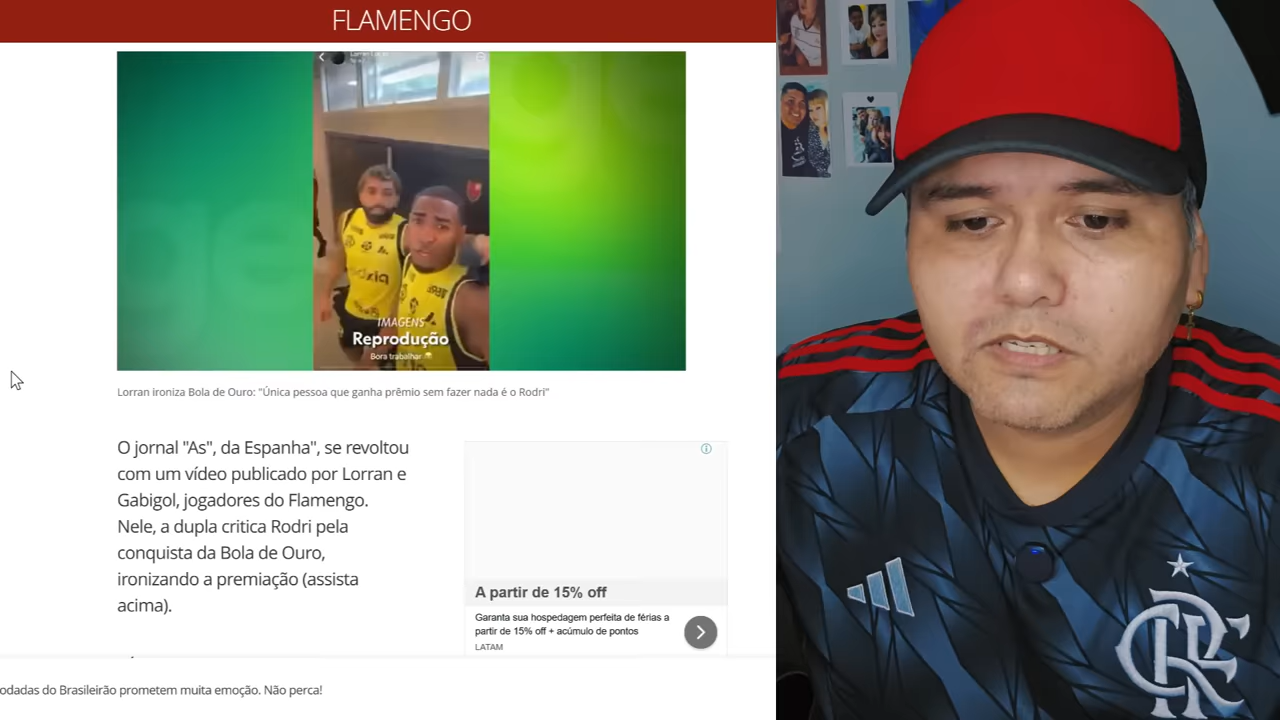 FLAMENGO
IMAGENS
Reprodução
Bora trabalhar
Lorran ironiza Bola de Ouro: "Única pessoa que ganha prêmio sem fazer nada é o Rodri"
O jornal "As", da Espanha", se revoltou
com um vídeo publicado por Lorran e
Gabigol, jogadores do Flamengo.
Nele, a dupla critica Rodri pela
conquista da Bola de Ouro,
ironizando a premiação (assista
acima).
A partir de 15% off
Garanta sua hospedagem perfeita de férias a
partir de 15% off + acúmulo de pontos
LATAM
odadas do Brasileirão prometem muita emoção. Não perca!
CRF